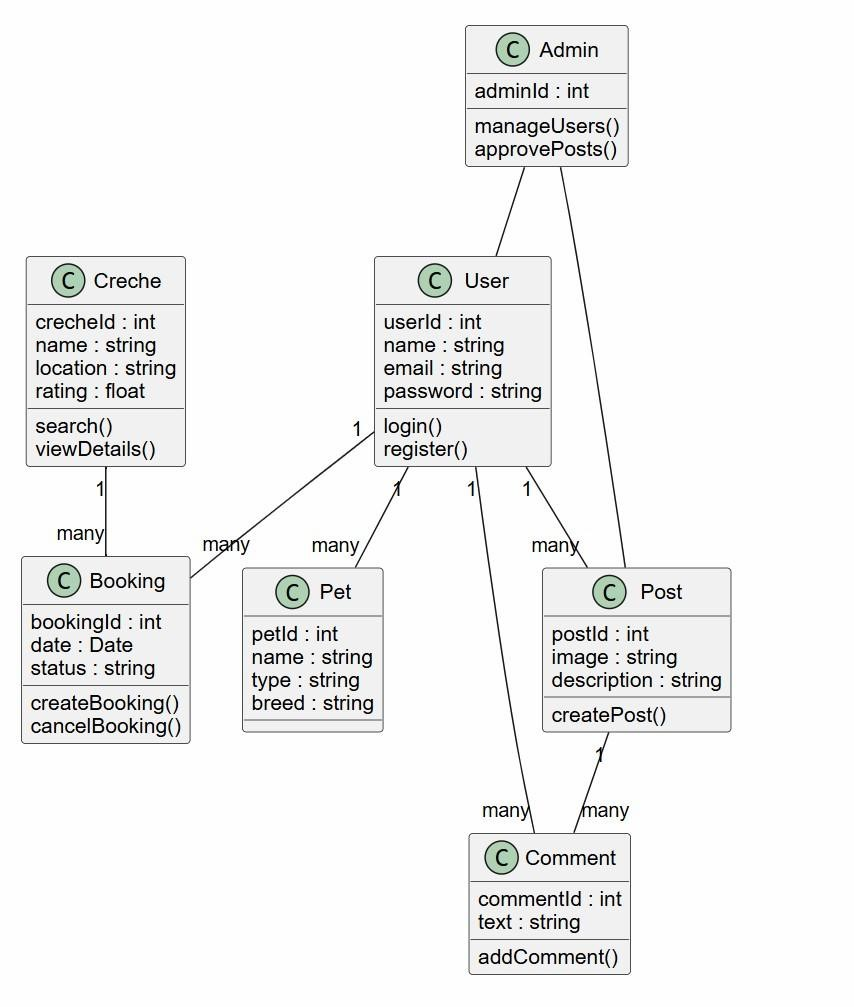 C Admin
adminId : int
manageUsers()
approvePosts()
C Creche
crecheId : int
name : string
location : string
rating : float
search()
viewDetails()
C User
userId : int
name : string
email : string
password : string
login()
register()
1
1
1
1
1
many
many
many
many
C Booking
bookingId : int
date : Date
status : string
createBooking()
cancelBooking()
C Pet
petId : int
name : string
type : string
breed : string
C Post
postId : int
image : string
description : string
createPost()
1
many
many
C Comment
commentId : int
text : string
addComment()